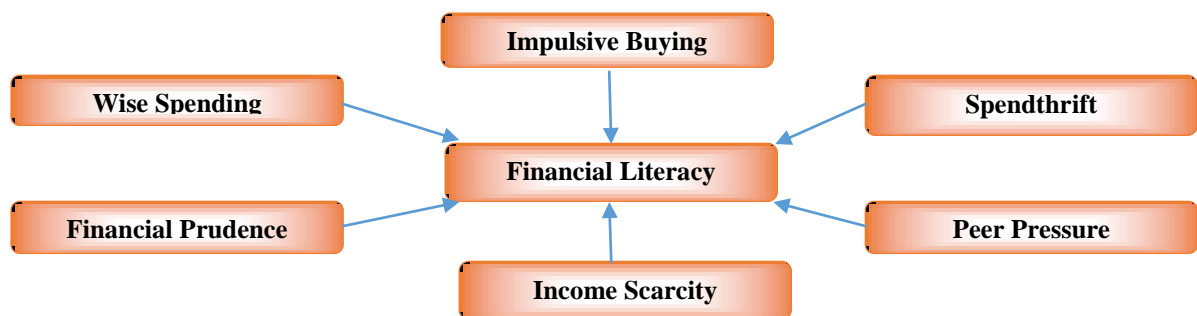 Impulsive Buying
Wise Spending
Spendthrift
Financial Literacy
Financial Prudence
Peer Pressure
Income Scarcity